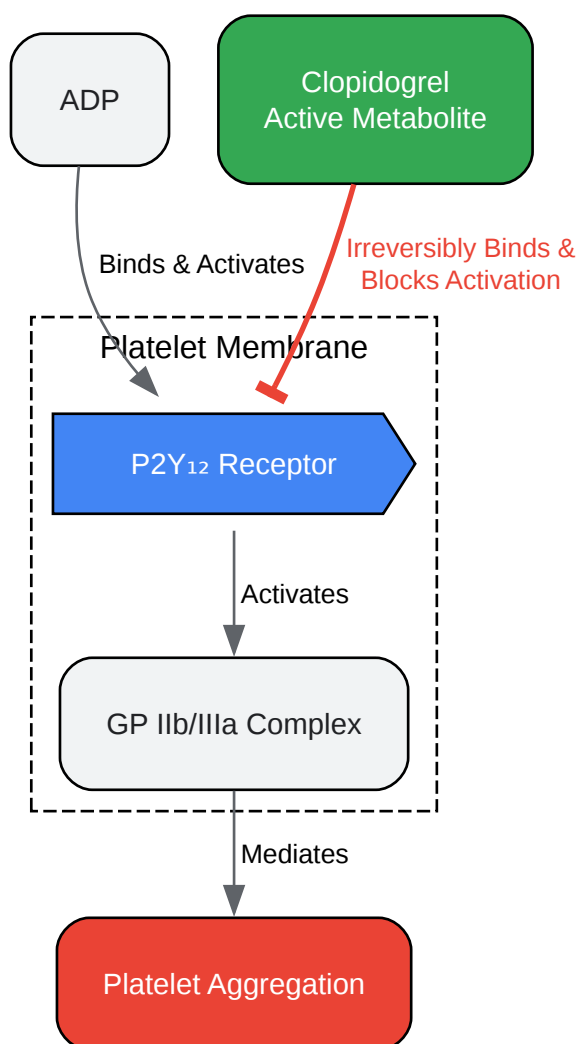 ADP
Clopidogrel
Active Metabolite
Binds & Activates
Irreversibly Binds &
Blocks Activation
Platelet Membrane
P2Y₁₂ Receptor
Activates
GP IIb/IIIa Complex
Mediates
Platelet Aggregation